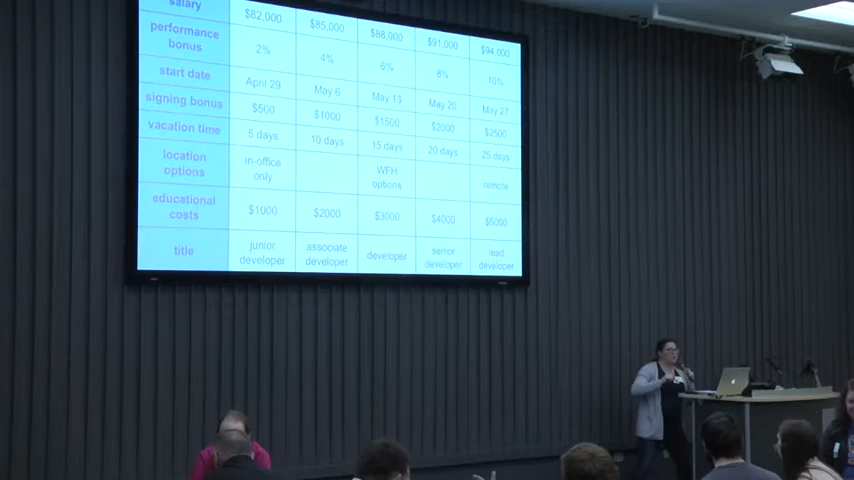 salary $82,000 $85,000 $88,000 $91,000 $94,000
performance
bonus 2% 4% 6% 8% 10%
start date April 29 May 6 May 13 May 20 May 27
signing bonus $500 $1000 $1500 $2000 $2500
vacation time 5 days 10 days 15 days 20 days 25 days
location
options in-office
only WFH
options remote
educational
costs $1000 $2000 $3000 $4000 $5000
title junior
developer associate
developer developer senior
developer lead
developer